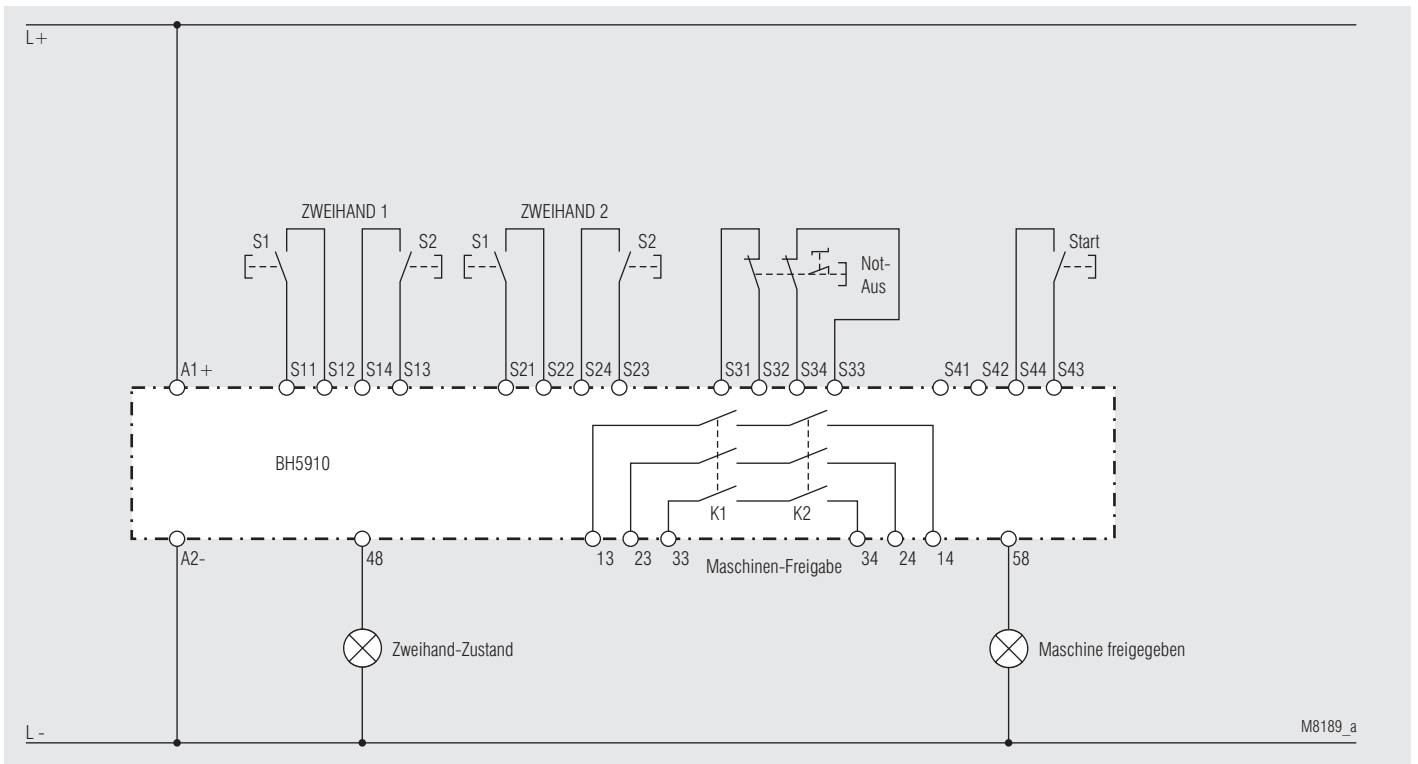 L+
ZWEIHAND 1
ZWEIHAND 2
S1
S2
S1
S2
Not-
Aus
Start
A1+
S11
S12
S14
S13
S21
S22
S24
S23
S31
S32
S34
S33
S41
S42
S44
S43
BH5910
K1
K2
A2-
48
13
23
33
Maschinen-Freigabe
34
24
14
58
Zweihand-Zustand
Maschine freigegeben
L -
M8189_a